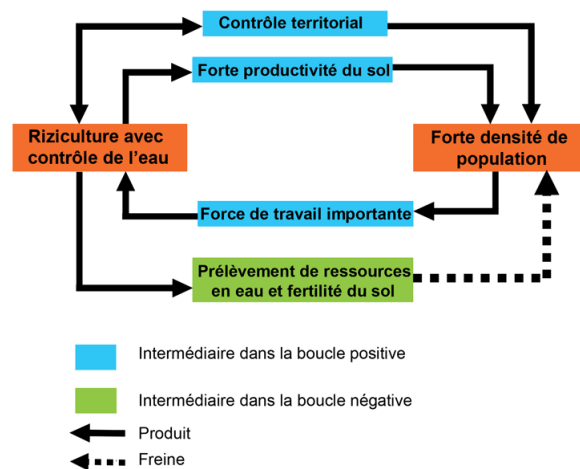 Contrôle territorial
Forte productivité du sol
Riziculture avec
contrôle de l'eau
Forte densité de
population
Force de travail importante
Prélèvement de ressources
en eau et fertilité du sol
Intermédiaire dans la boucle positive
Intermédiaire dans la boucle négative
Produit
Freine